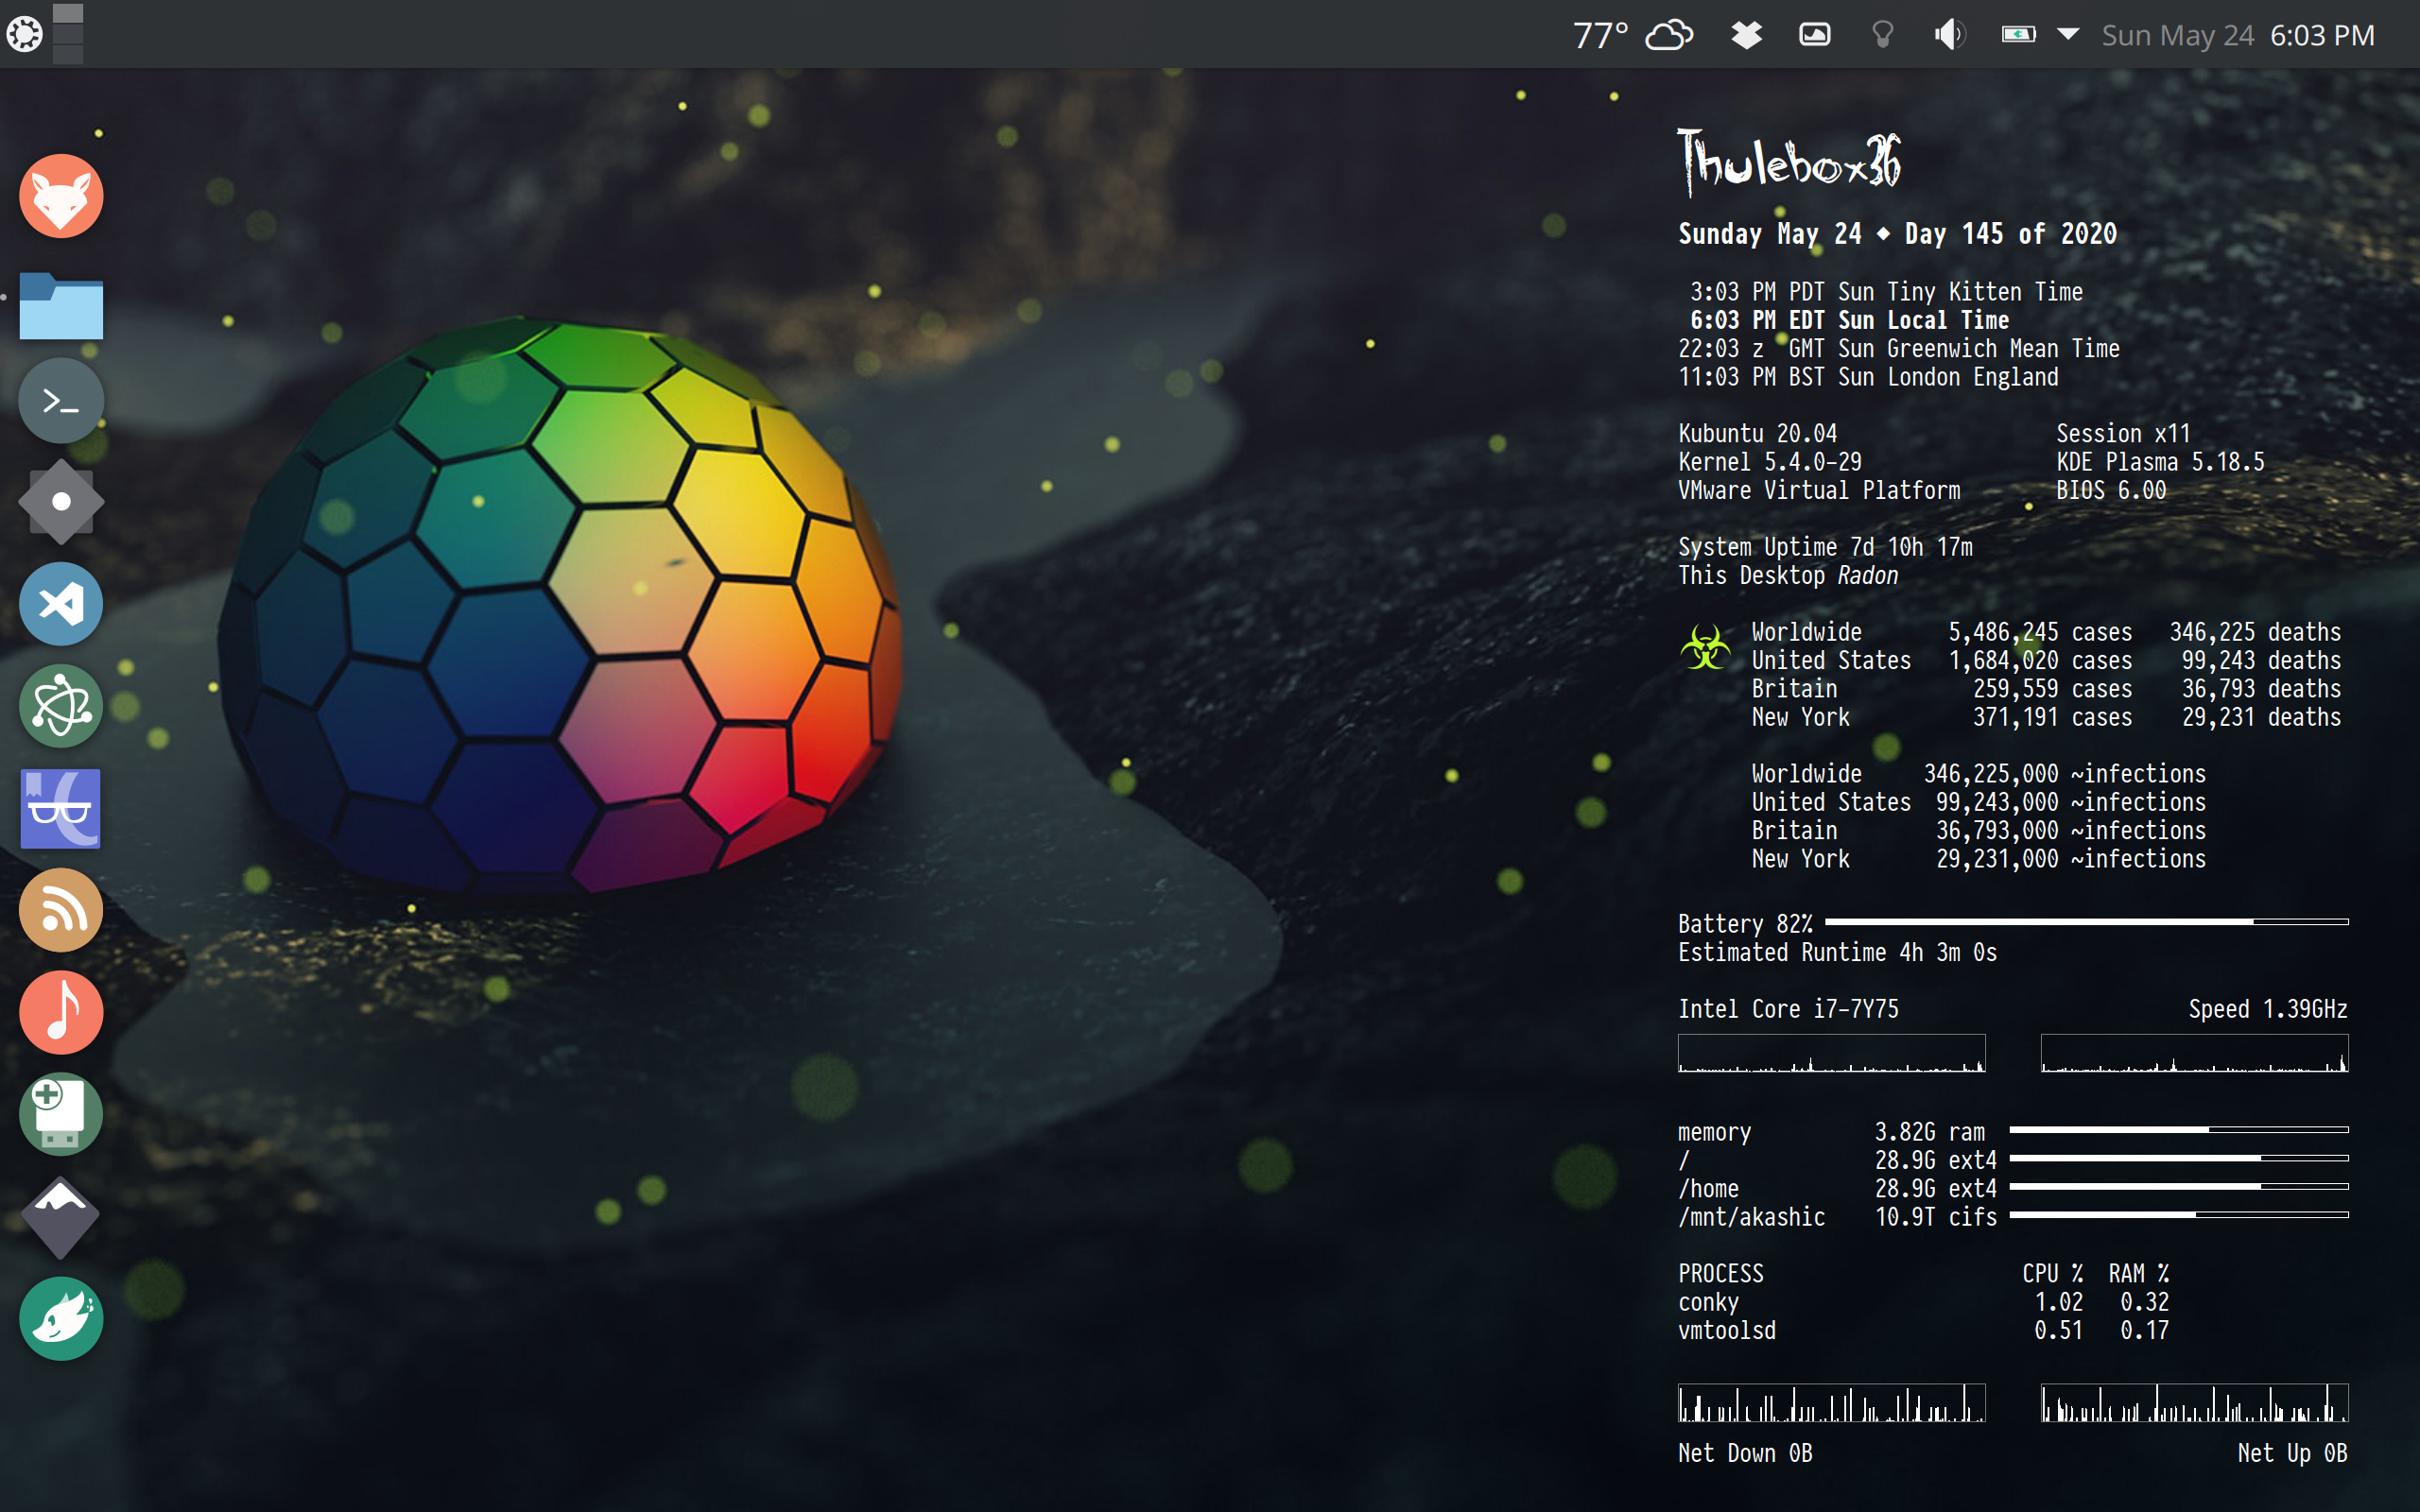 77° Sun May 24 6:03 PM
Thulebox36
Sunday May 24 ◆ Day 145 of 2020
3:03 PM PDT Sun Tiny Kitten Time
6:03 PM EDT Sun Local Time
22:03 z GMT Sun Greenwich Mean Time
11:03 PM BST Sun London England
Kubuntu 20.04 Session x11
Kernel 5.4.0-29 KDE Plasma 5.18.5
VMware Virtual Platform BIOS 6.00
System Uptime 7d 10h 17m
This Desktop Radon
Worldwide 5,486,245 cases 346,225 deaths
United States 1,684,020 cases 99,243 deaths
Britain 259,559 cases 36,793 deaths
New York 371,191 cases 29,231 deaths
Worldwide 346,225,000 ~infections
United States 99,243,000 ~infections
Britain 36,793,000 ~infections
New York 29,231,000 ~infections
Battery 82%
Estimated Runtime 4h 3m 0s
Intel Core i7-7Y75 Speed 1.39GHz
memory 3.82G ram
/ 28.9G ext4
/home 28.9G ext4
/mnt/akashic 10.9T cifs
PROCESS CPU % RAM %
conky 1.02 0.32
vmtoolsd 0.51 0.17
Net Down 0B Net Up 0B